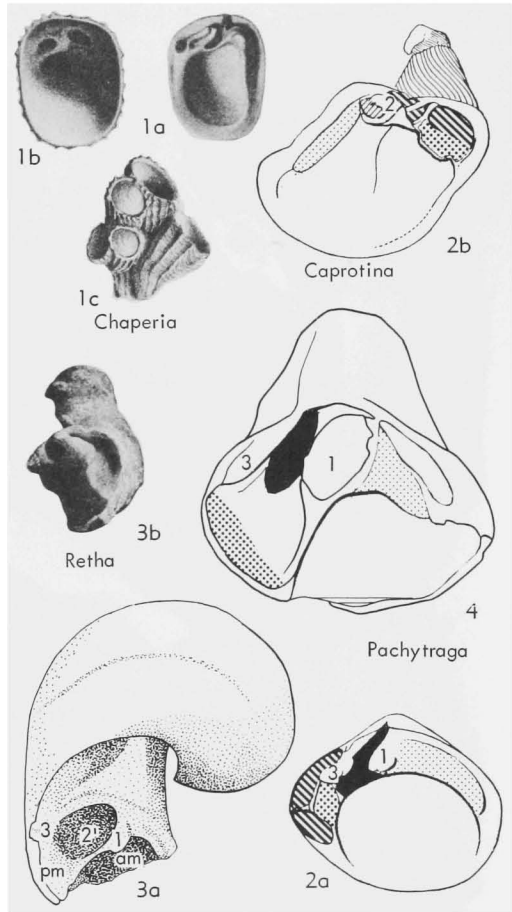 1b
1a
2
2b
Caprotina
1c
Chaperia
3
1
3b
Retha
4
Pachytraga
3
2'
1
pm
am
3a
1
3
2a